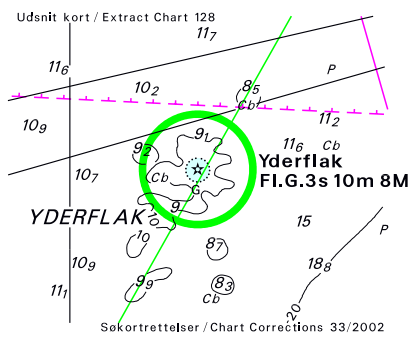 Udsnit kort / Extract Chart 128
11₇
11₆
10₂
8₅
P
Cb
11₂
10₉
9₁
9₂
11₆ Cb
Yderflak
Fl.G.3s 10m 8M
Cb
10₇
G
9
YDERFLAK
10
15
10
8₇
P
10₉
18₈
9₉
8₃
11₁
Cb
20
Søkortrettelser / Chart Corrections 33/2002